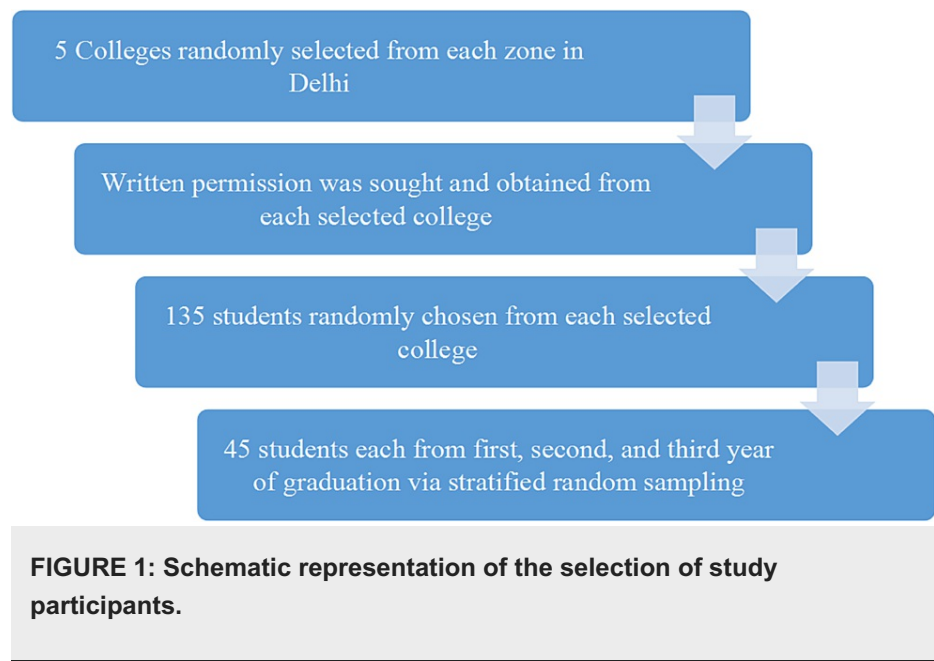 5 Colleges randomly selected from each zone in
Delhi
Written permission was sought and obtained from
each selected college
135 students randomly chosen from each selected
college
45 students each from first, second, and third year
of graduation via stratified random sampling
FIGURE 1: Schematic representation of the selection of study
participants.